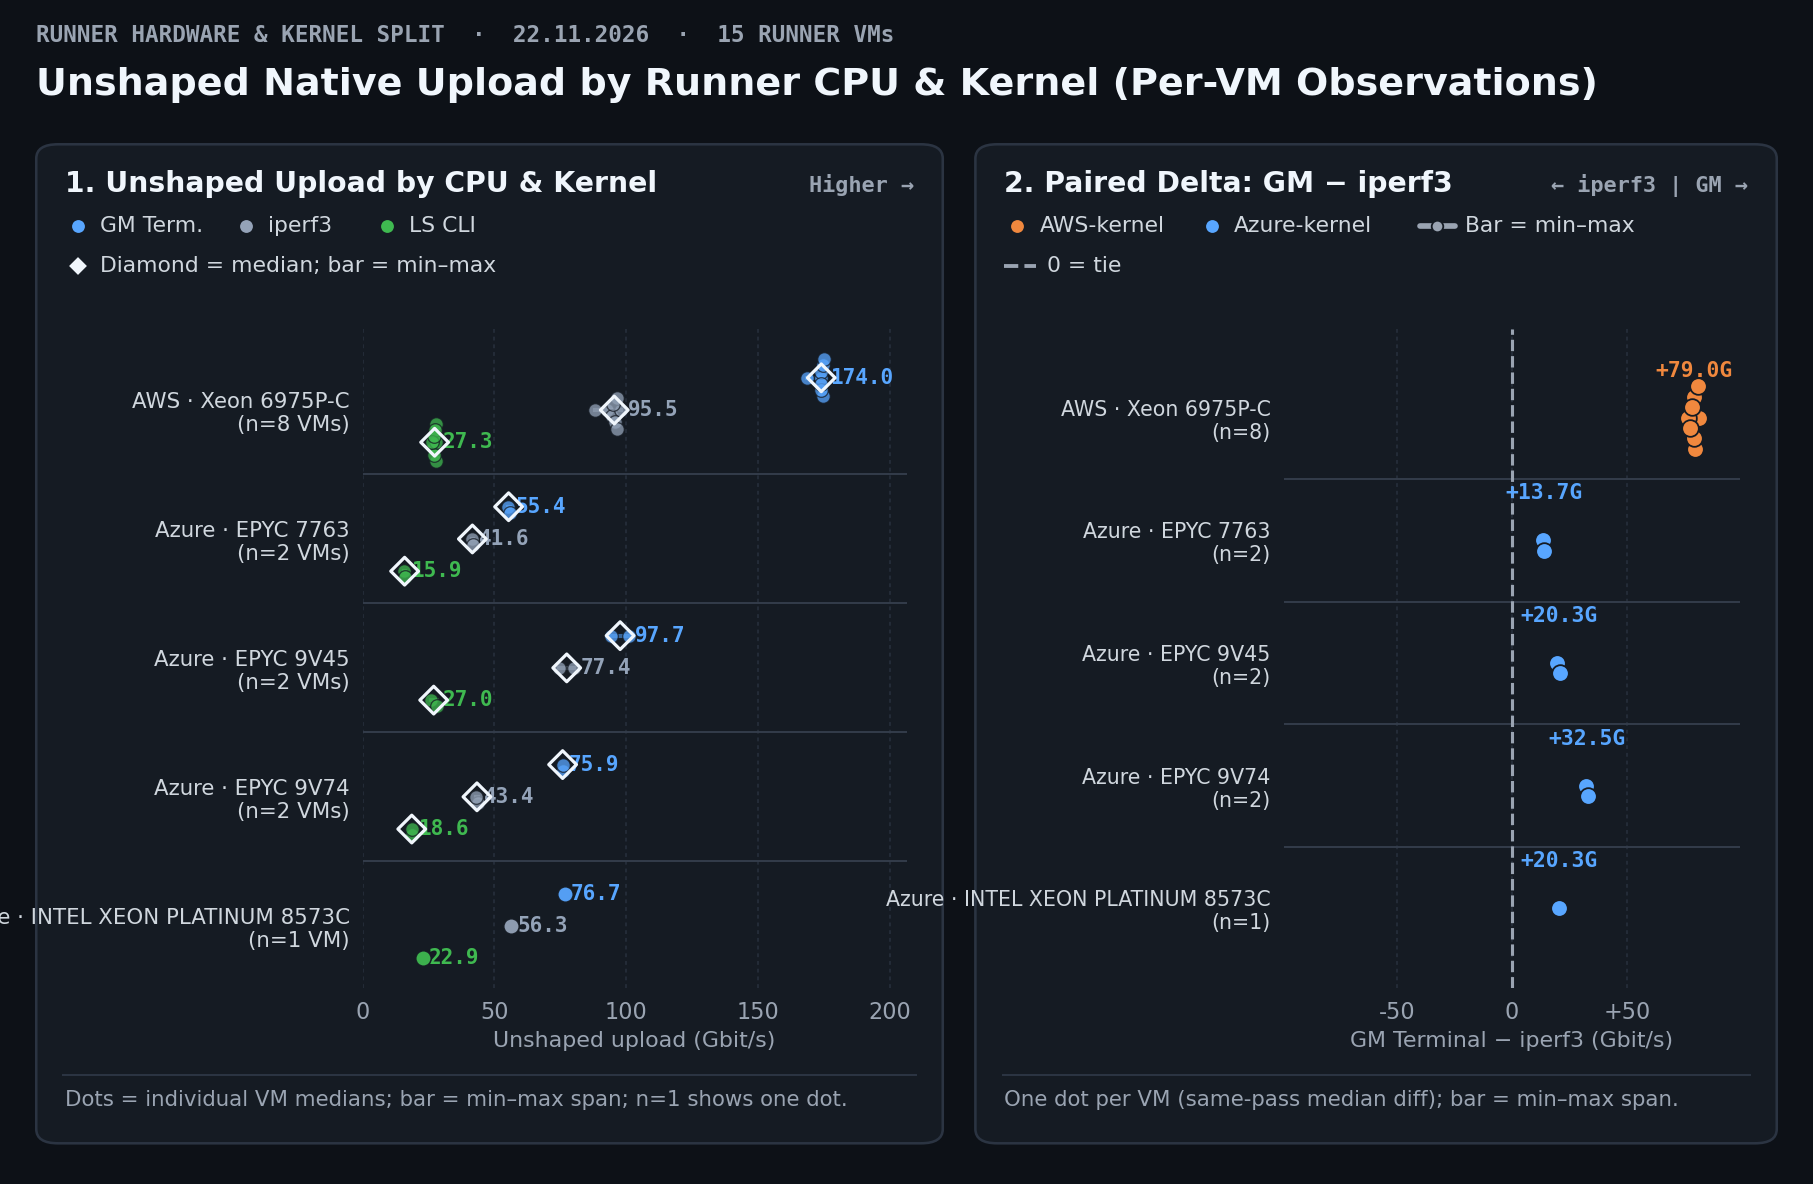 RUNNER HARDWARE & KERNEL SPLIT · 22.11.2026 · 15 RUNNER VMs
Unshaped Native Upload by Runner CPU & Kernel (Per-VM Observations)
1. Unshaped Upload by CPU & Kernel
Higher →
GM Term.
iperf3
LS CLI
Diamond = median; bar = min–max
AWS · Xeon 6975P-C
(n=8 VMs)
174.0
95.5
27.3
Azure · EPYC 7763
(n=2 VMs)
55.4
41.6
15.9
Azure · EPYC 9V45
(n=2 VMs)
97.7
77.4
27.0
Azure · EPYC 9V74
(n=2 VMs)
75.9
43.4
18.6
e · INTEL XEON PLATINUM 8573C
(n=1 VM)
76.7
56.3
22.9
0 50 100 150 200
Unshaped upload (Gbit/s)
Dots = individual VM medians; bar = min–max span; n=1 shows one dot.
2. Paired Delta: GM − iperf3
← iperf3 | GM →
AWS-kernel
Azure-kernel
Bar = min–max
0 = tie
AWS · Xeon 6975P-C
(n=8)
+79.0G
Azure · EPYC 7763
(n=2)
+13.7G
Azure · EPYC 9V45
(n=2)
+20.3G
Azure · EPYC 9V74
(n=2)
+32.5G
Azure · INTEL XEON PLATINUM 8573C
(n=1)
+20.3G
-50 0 +50
GM Terminal − iperf3 (Gbit/s)
One dot per VM (same-pass median diff); bar = min–max span.